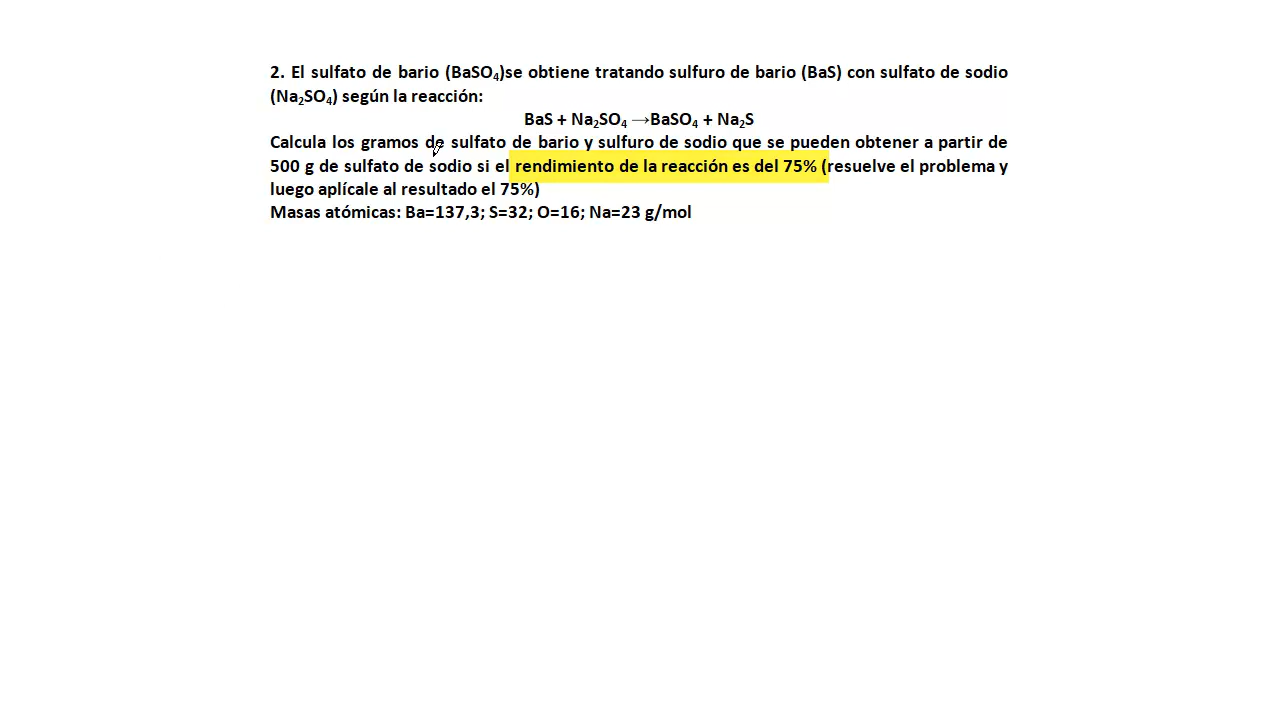 2. El sulfato de bario (BaSO₄)se obtiene tratando sulfuro de bario (BaS) con sulfato de sodio
(Na₂SO₄) según la reacción:
BaS + Na₂SO₄ →BaSO₄ + Na₂S
Calcula los gramos de sulfato de bario y sulfuro de sodio que se pueden obtener a partir de
500 g de sulfato de sodio si el rendimiento de la reacción es del 75% (resuelve el problema y
luego aplícale al resultado el 75%)
Masas atómicas: Ba=137,3; S=32; O=16; Na=23 g/mol